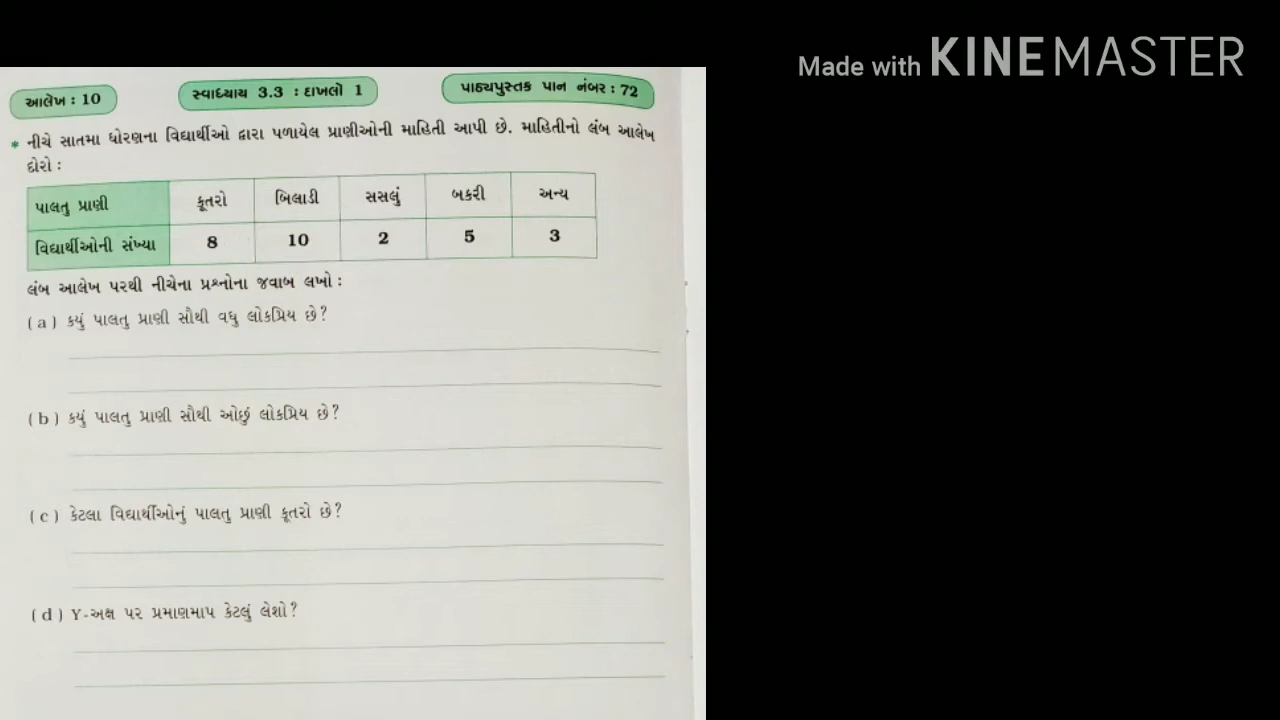 Made with KINEMASTER
આલેખ : 10
સ્વાધ્યાય 3.3 : દાખલો 1
પાઠ્યપુસ્તક પાન નંબર : 72
* નીચે સાતમા ધોરણના વિદ્યાર્થીઓ દ્વારા પળાયેલ પ્રાણીઓની માહિતી આપી છે. માહિતીનો લંબ આલેખ
દોરો :
પાલતુ પ્રાણી કૂતરો બિલાડી સસલું બકરી અન્ય
વિદ્યાર્થીઓની સંખ્યા 8 10 2 5 3
લંબ આલેખ પરથી નીચેના પ્રશ્નોના જવાબ લખો :
( a ) કયું પાલતુ પ્રાણી સૌથી વધુ લોકપ્રિય છે?
( b ) કયું પાલતુ પ્રાણી સૌથી ઓછું લોકપ્રિય છે?
( c ) કેટલા વિદ્યાર્થીઓનું પાલતુ પ્રાણી કૂતરો છે?
( d ) Y-અક્ષ પર પ્રમાણમાપ કેટલું લેશો?